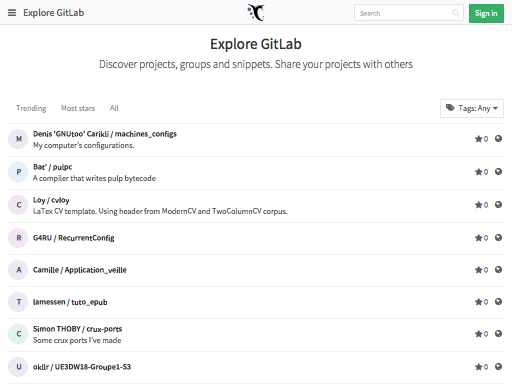 Explore GitLab
Search
Sign in
Explore GitLab
Discover projects, groups and snippets. Share your projects with others
Trending Most stars All
Tags: Any
M Denis 'GNUtoo' Carikli / machines_configs 0
My computer's configurations.
P Bat' / pulpc 0
A compiler that writes pulp bytecode
C Loy / cvloy 0
LaTex CV template. Using header from ModernCV and TwoColumnCV corpus.
R G4RU / RecurrentConfig 0
A Camille / Application_veille 0
T lamessen / tuto_epub 0
C Simon THOBY / crux-ports 0
Some crux ports I've made
U okllr / UE3DW18-Groupe1-S3 0